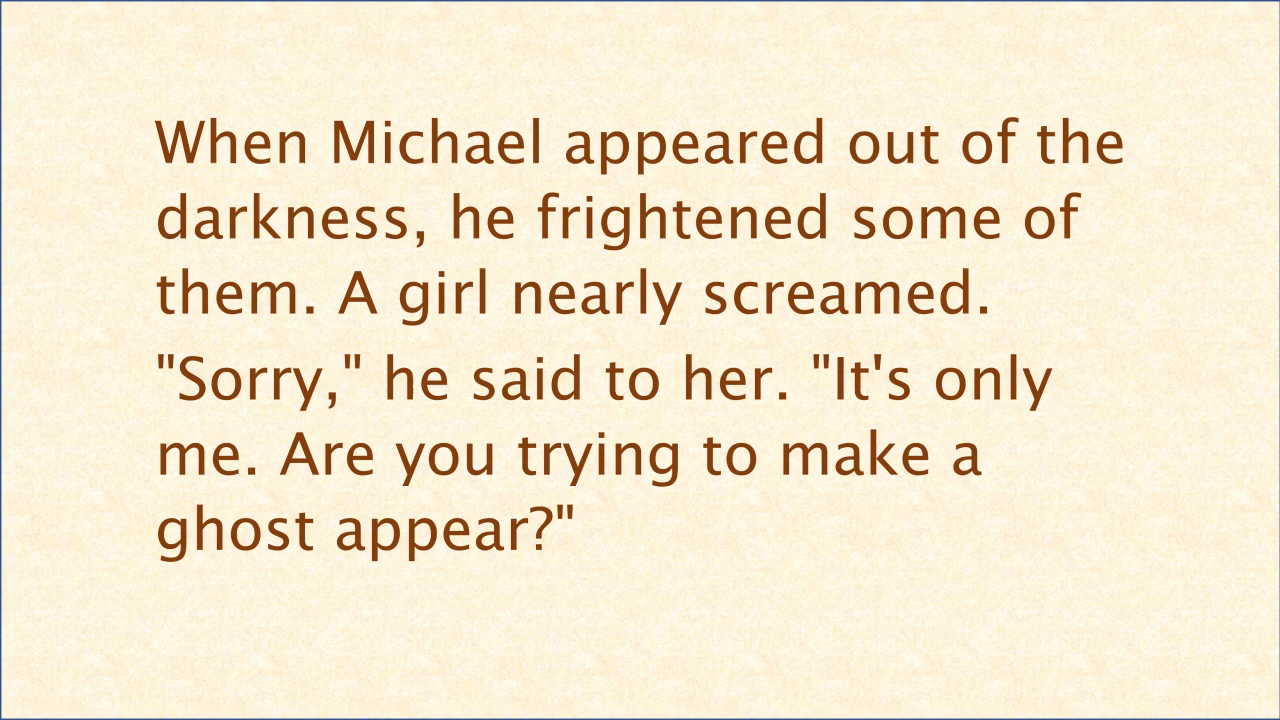 When Michael appeared out of the
darkness, he frightened some of
them. A girl nearly screamed.
"Sorry," he said to her. "It's only
me. Are you trying to make a
ghost appear?"